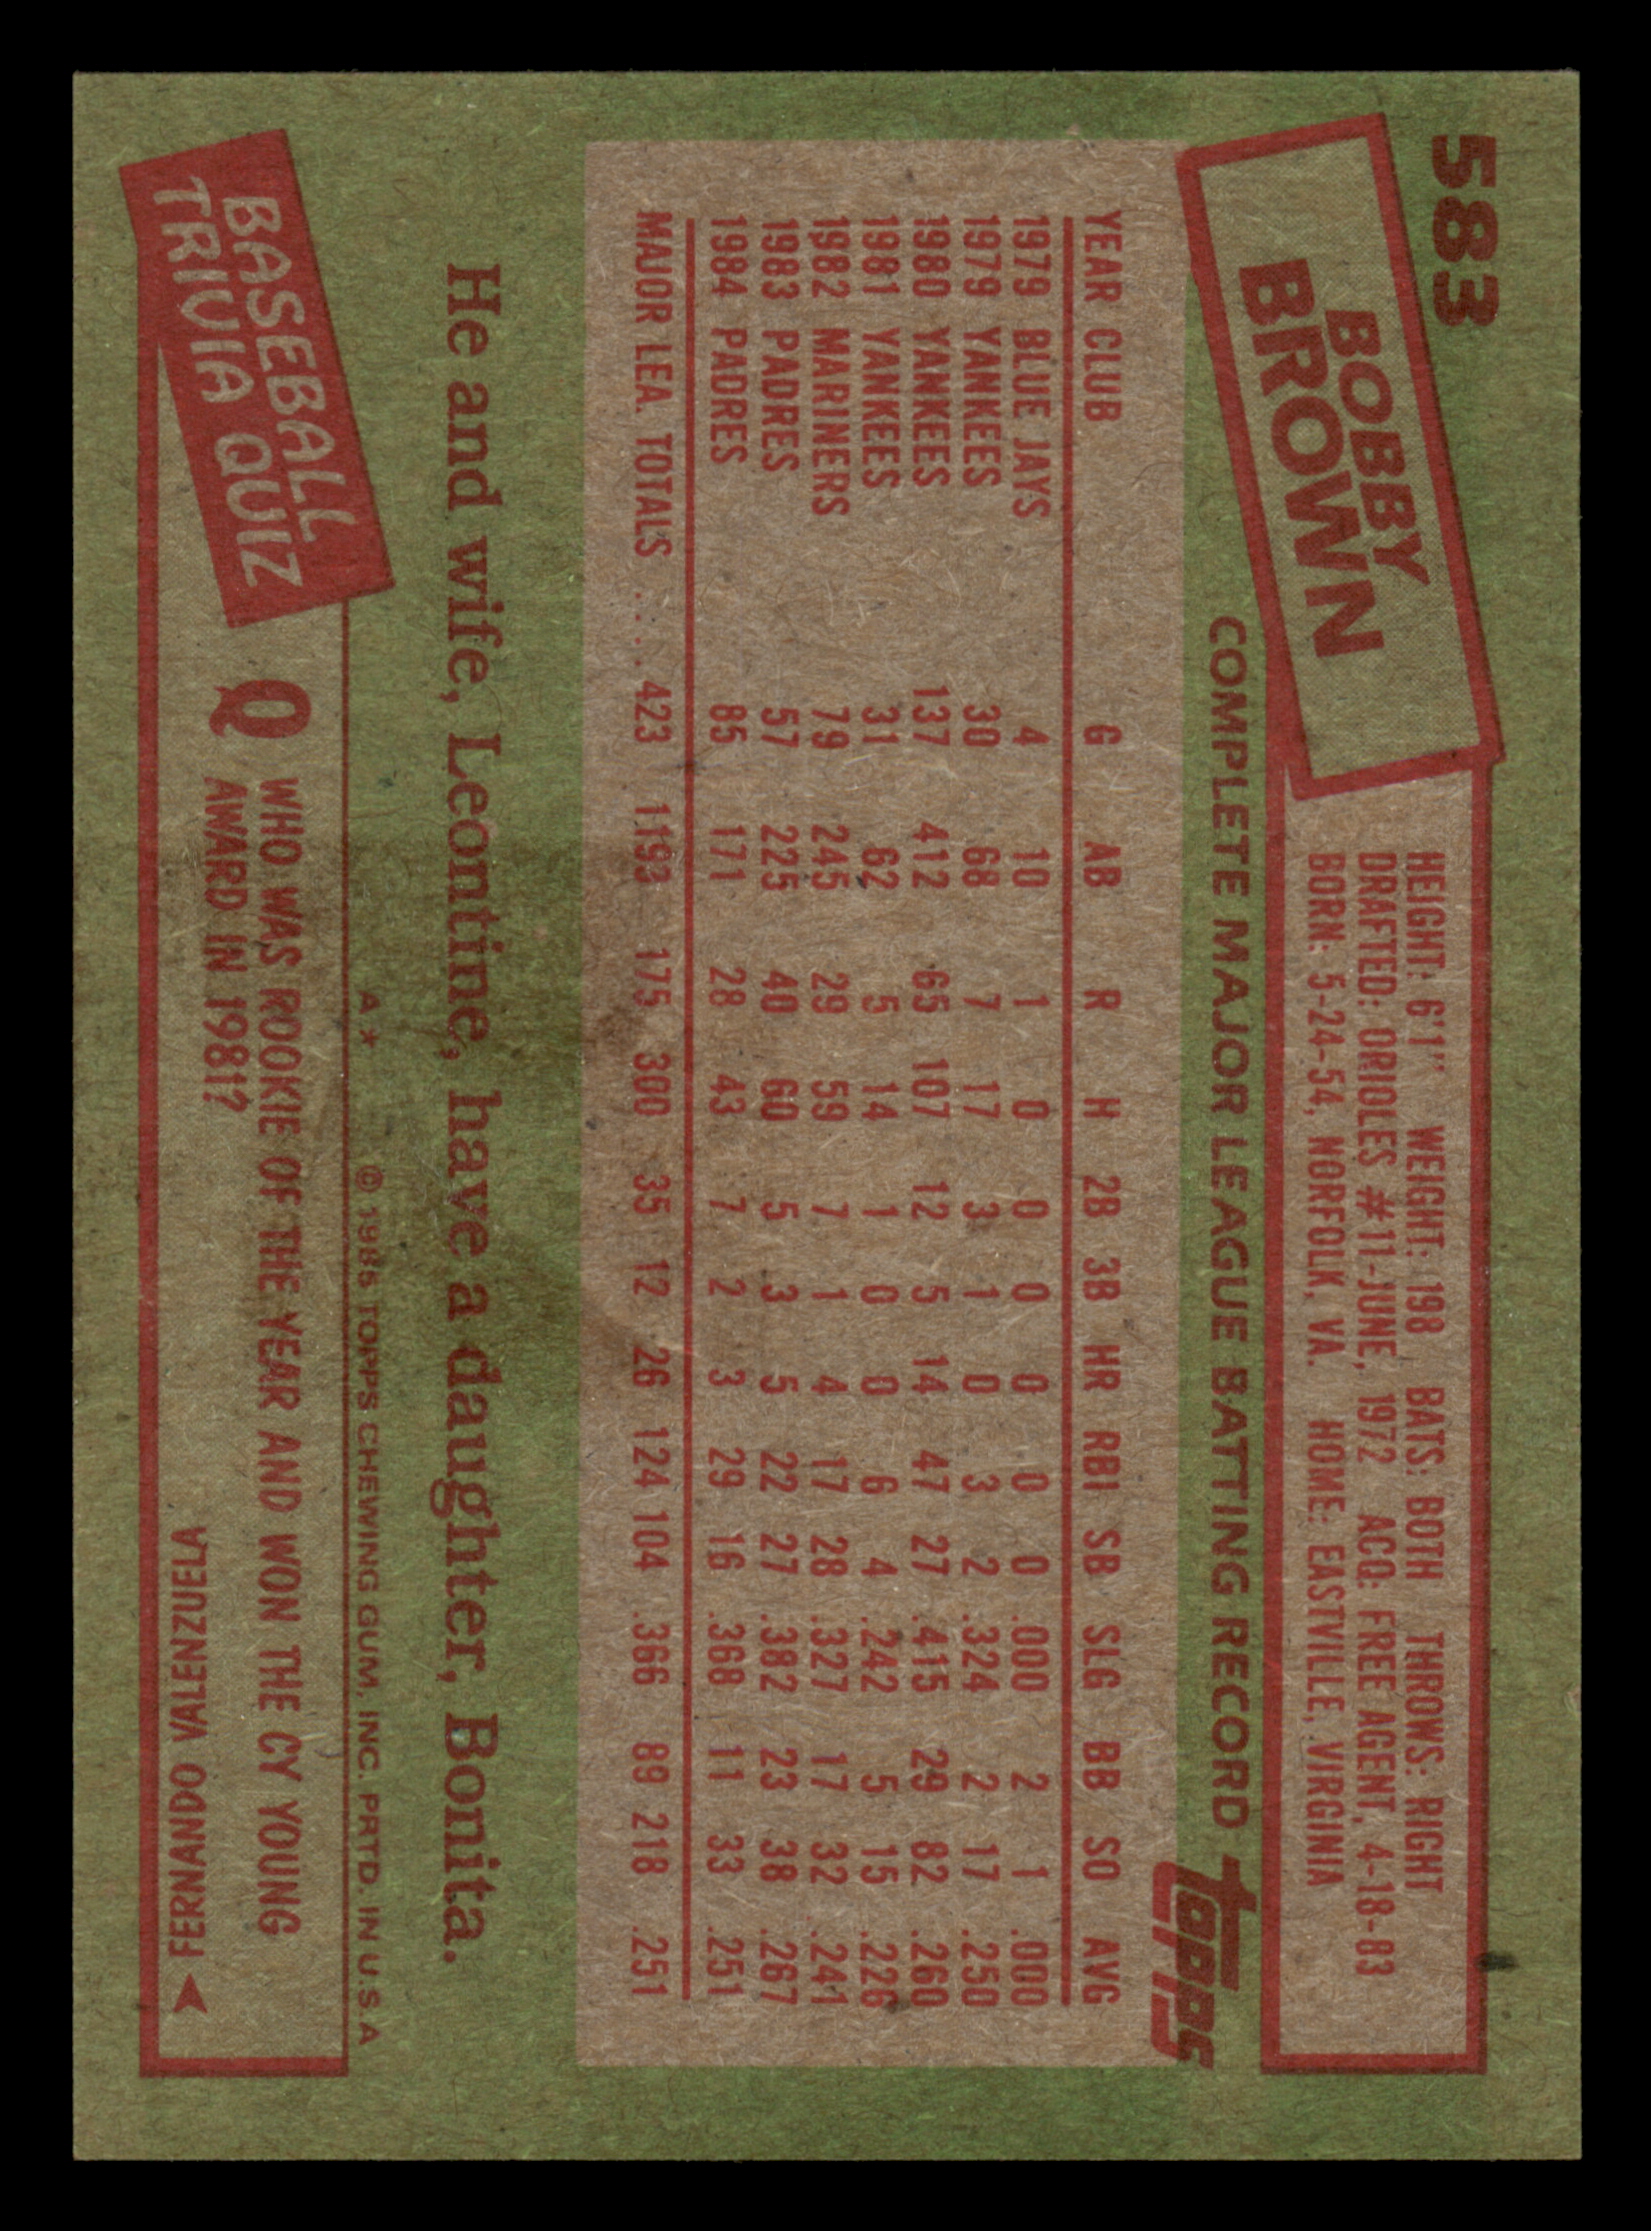 583
BOBBY
BROWN
HEIGHT: 6'1" WEIGHT: 198 BATS: BOTH THROWS: RIGHT
DRAFTED: ORIOLES #11-JUNE, 1972 ACQ: FREE AGENT, 4-18-83
BORN: 5-24-54, NORFOLK, VA. HOME: EASTVILLE, VIRGINIA
COMPLETE MAJOR LEAGUE BATTING RECORD
Topps
YEAR CLUB G AB R H 2B 3B HR RBI SB SLG BB SO AVG
1979 BLUE JAYS 4 10 1 0 0 0 0 0 0 .000 2 1 .000
1979 YANKEES 30 68 7 17 3 1 0 3 2 .324 2 17 .250
1980 YANKEES 137 412 65 107 12 5 14 47 27 .415 29 82 .260
1981 YANKEES 31 62 5 14 1 0 0 6 4 .242 5 15 .226
1982 MARINERS 79 245 29 59 7 1 4 17 28 .327 17 32 .241
1983 PADRES 57 225 40 60 5 3 5 22 27 .382 23 38 .267
1984 PADRES 85 171 28 43 7 2 3 29 16 .368 11 33 .251
MAJOR LEA. TOTALS .... 423 1193 175 300 35 12 26 124 104 .366 89 218 .251
He and wife, Leontine, have a daughter, Bonita.
A* © 1985 TOPPS CHEWING GUM, INC. PRTD. IN U.S.A
BASEBALL
TRIVIA QUIZ
Q WHO WAS ROOKIE OF THE YEAR AND WON THE CY YOUNG
AWARD IN 1981?
FERNANDO VALENZUELA